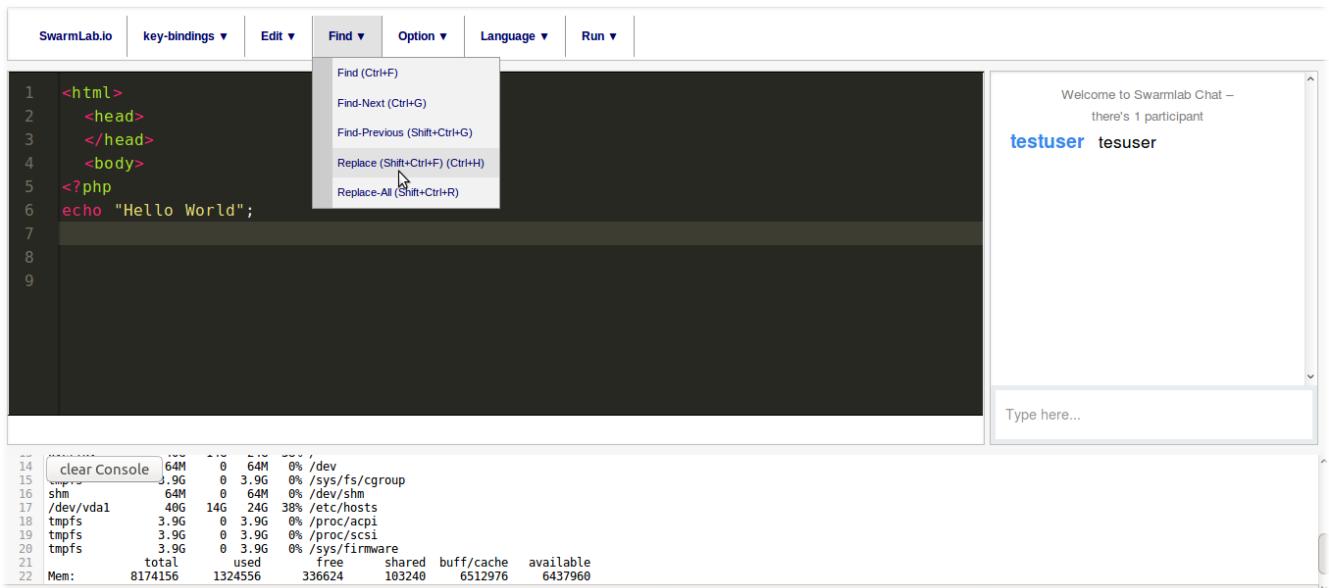 SwarmLab.io key-bindings ▼ Edit ▼ Find ▼ Option ▼ Language ▼ Run ▼
Find (Ctrl+F)
Find-Next (Ctrl+G)
Find-Previous (Shift+Ctrl+G)
Replace (Shift+Ctrl+F) (Ctrl+H)
Replace-All (Shift+Ctrl+R)
1 <html>
2 <head>
3 </head>
4 <body>
5 <?php
6 echo "Hello World";
7
8
9
Welcome to Swarmlab Chat –
there's 1 participant
testuser tesuser
Type here...
clear Console
14 64M 0 64M 0% /dev
15 tmpfs 3.9G 0 3.9G 0% /sys/fs/cgroup
16 shm 64M 0 64M 0% /dev/shm
17 /dev/vda1 40G 14G 24G 38% /etc/hosts
18 tmpfs 3.9G 0 3.9G 0% /proc/acpi
19 tmpfs 3.9G 0 3.9G 0% /proc/scsi
20 tmpfs 3.9G 0 3.9G 0% /sys/firmware
21 total used free shared buff/cache available
22 Mem: 8174156 1324556 336624 103240 6512976 6437960